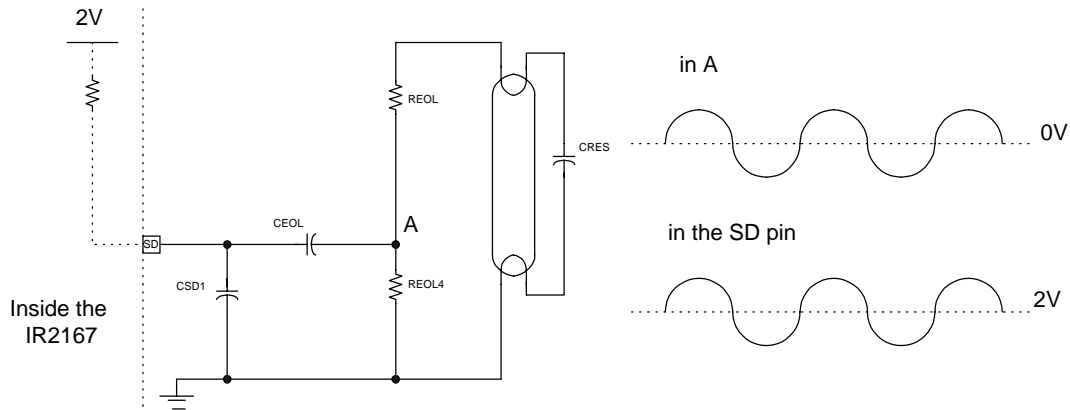 2V
REOL
CRES
CEOL
A
SD
CSD1
REOL4
Inside the
IR2167
in A
0V
in the SD pin
2V